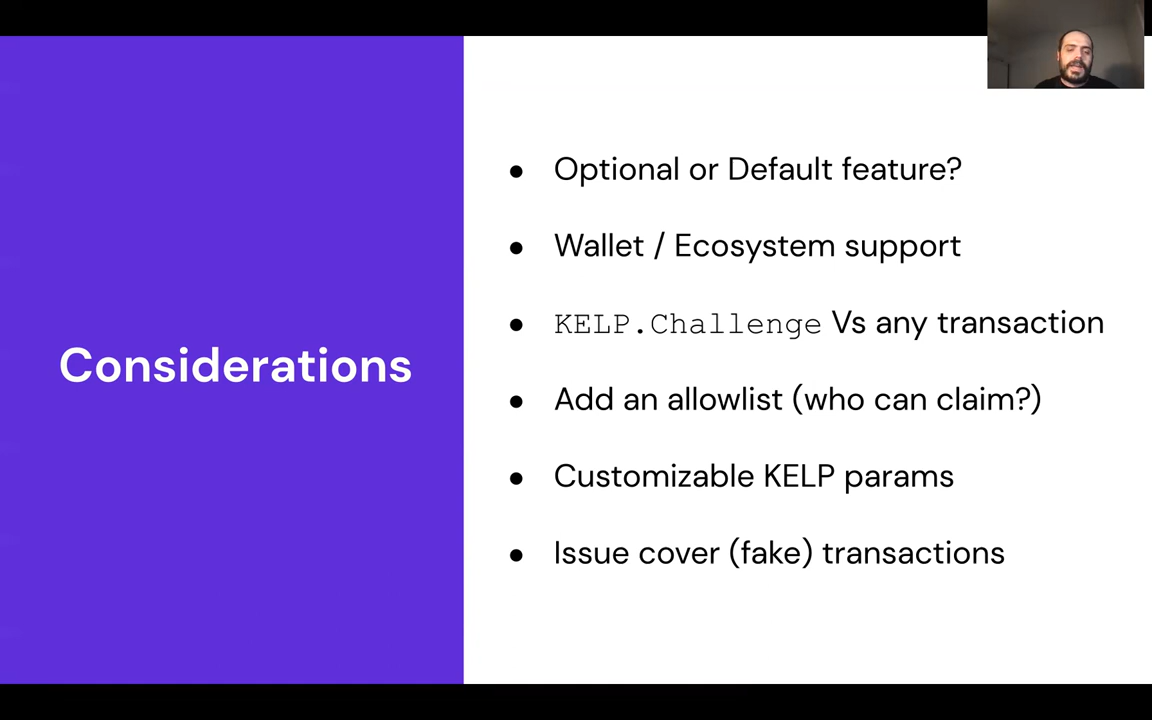 Considerations
● Optional or Default feature?
● Wallet / Ecosystem support
● KELP.Challenge Vs any transaction
● Add an allowlist (who can claim?)
● Customizable KELP params
● Issue cover (fake) transactions